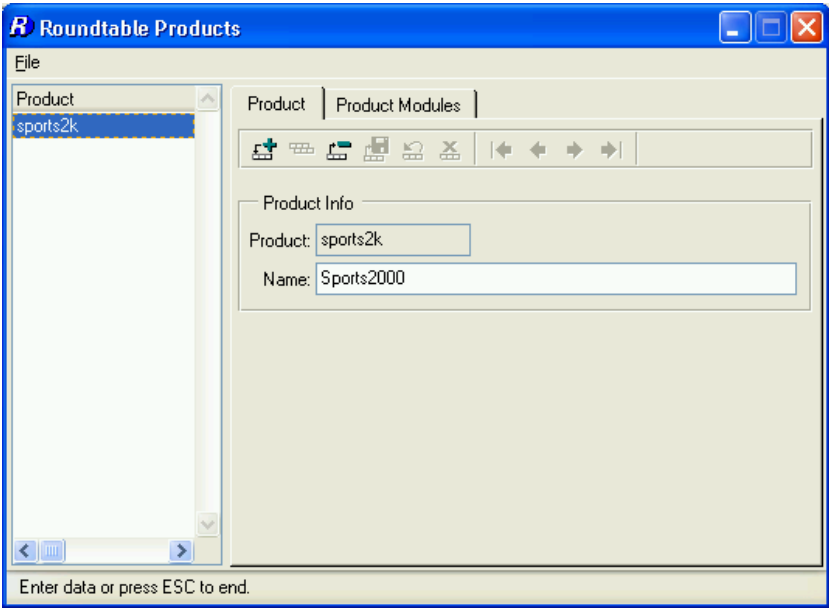 R Roundtable Products
File
Product
sports2k
Product Product Modules
Product Info
Product: sports2k
Name: Sports2000
Enter data or press ESC to end.